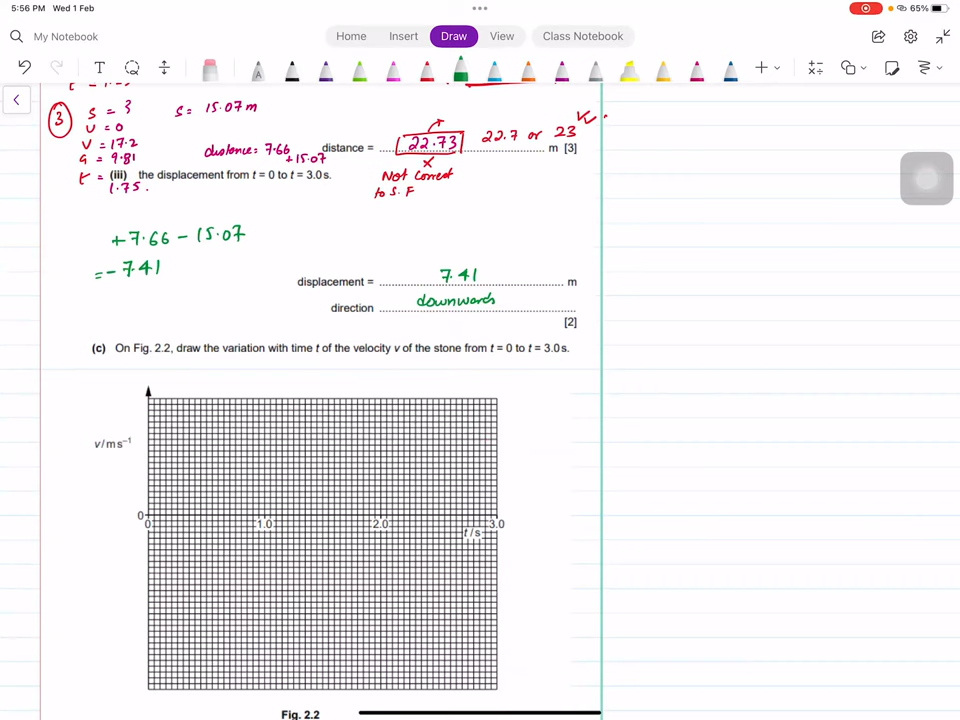 5:56 PM Wed 1 Feb
65%
My Notebook
Home Insert Draw View Class Notebook
3
S = ?
S = 15.07 m
U = 0
V = 17.2
a = 9.81
t =
1.75.
distance: 7.66
+15.07
distance = 22.73 m [3]
22.7 or 23
x
Not Correct
to S.F
(iii) the displacement from t = 0 to t = 3.0 s.
+7.66 - 15.07
= -7.41
displacement = 7.41 m
direction downwards
[2]
(c) On Fig. 2.2, draw the variation with time t of the velocity v of the stone from t = 0 to t = 3.0 s.
v / m s⁻¹
0
0 1.0 2.0 3.0
t / s
Fig. 2.2